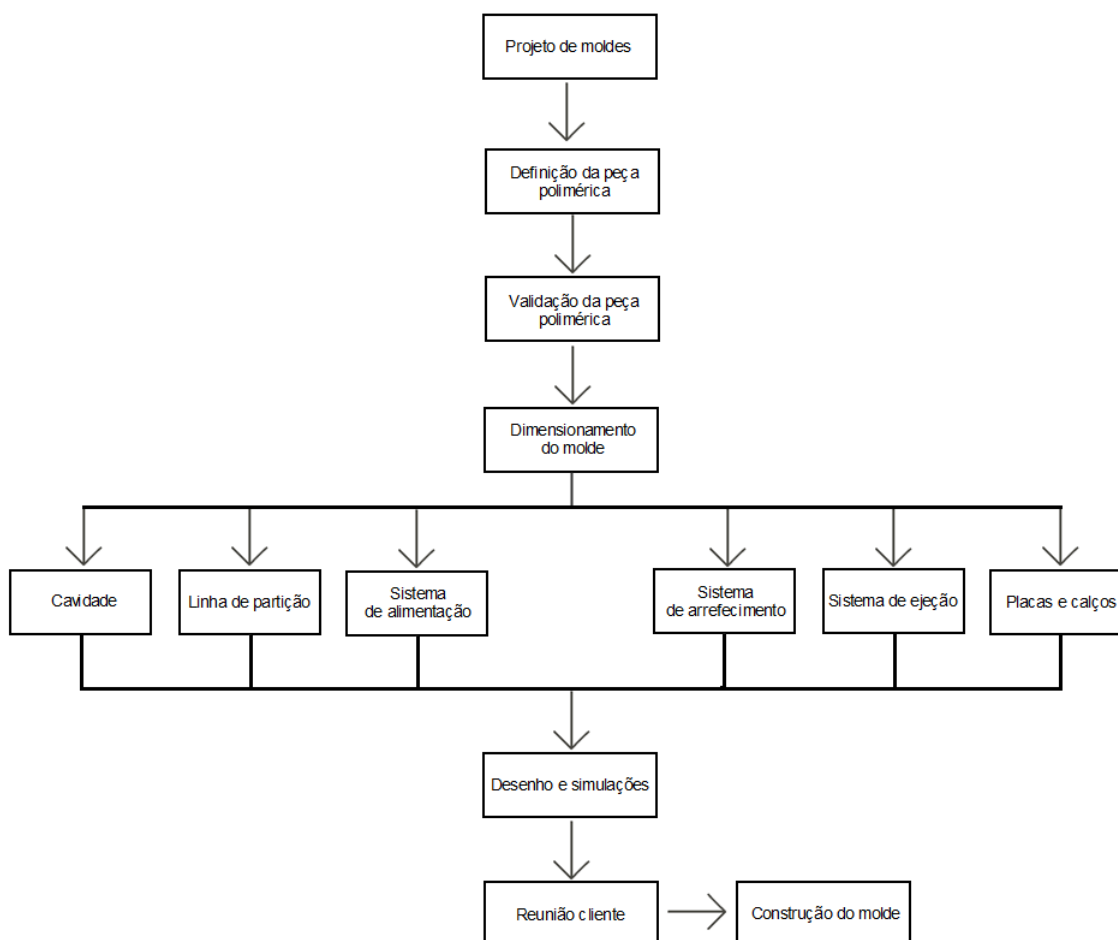 Projeto de moldes
Definição da peça
polimérica
Validação da peça
polimérica
Dimensionamento
do molde
Cavidade
Linha de partição
Sistema
de alimentação
Sistema
de arrefecimento
Sistema de ejeção
Placas e calços
Desenho e simulações
Reunião cliente
Construção do molde